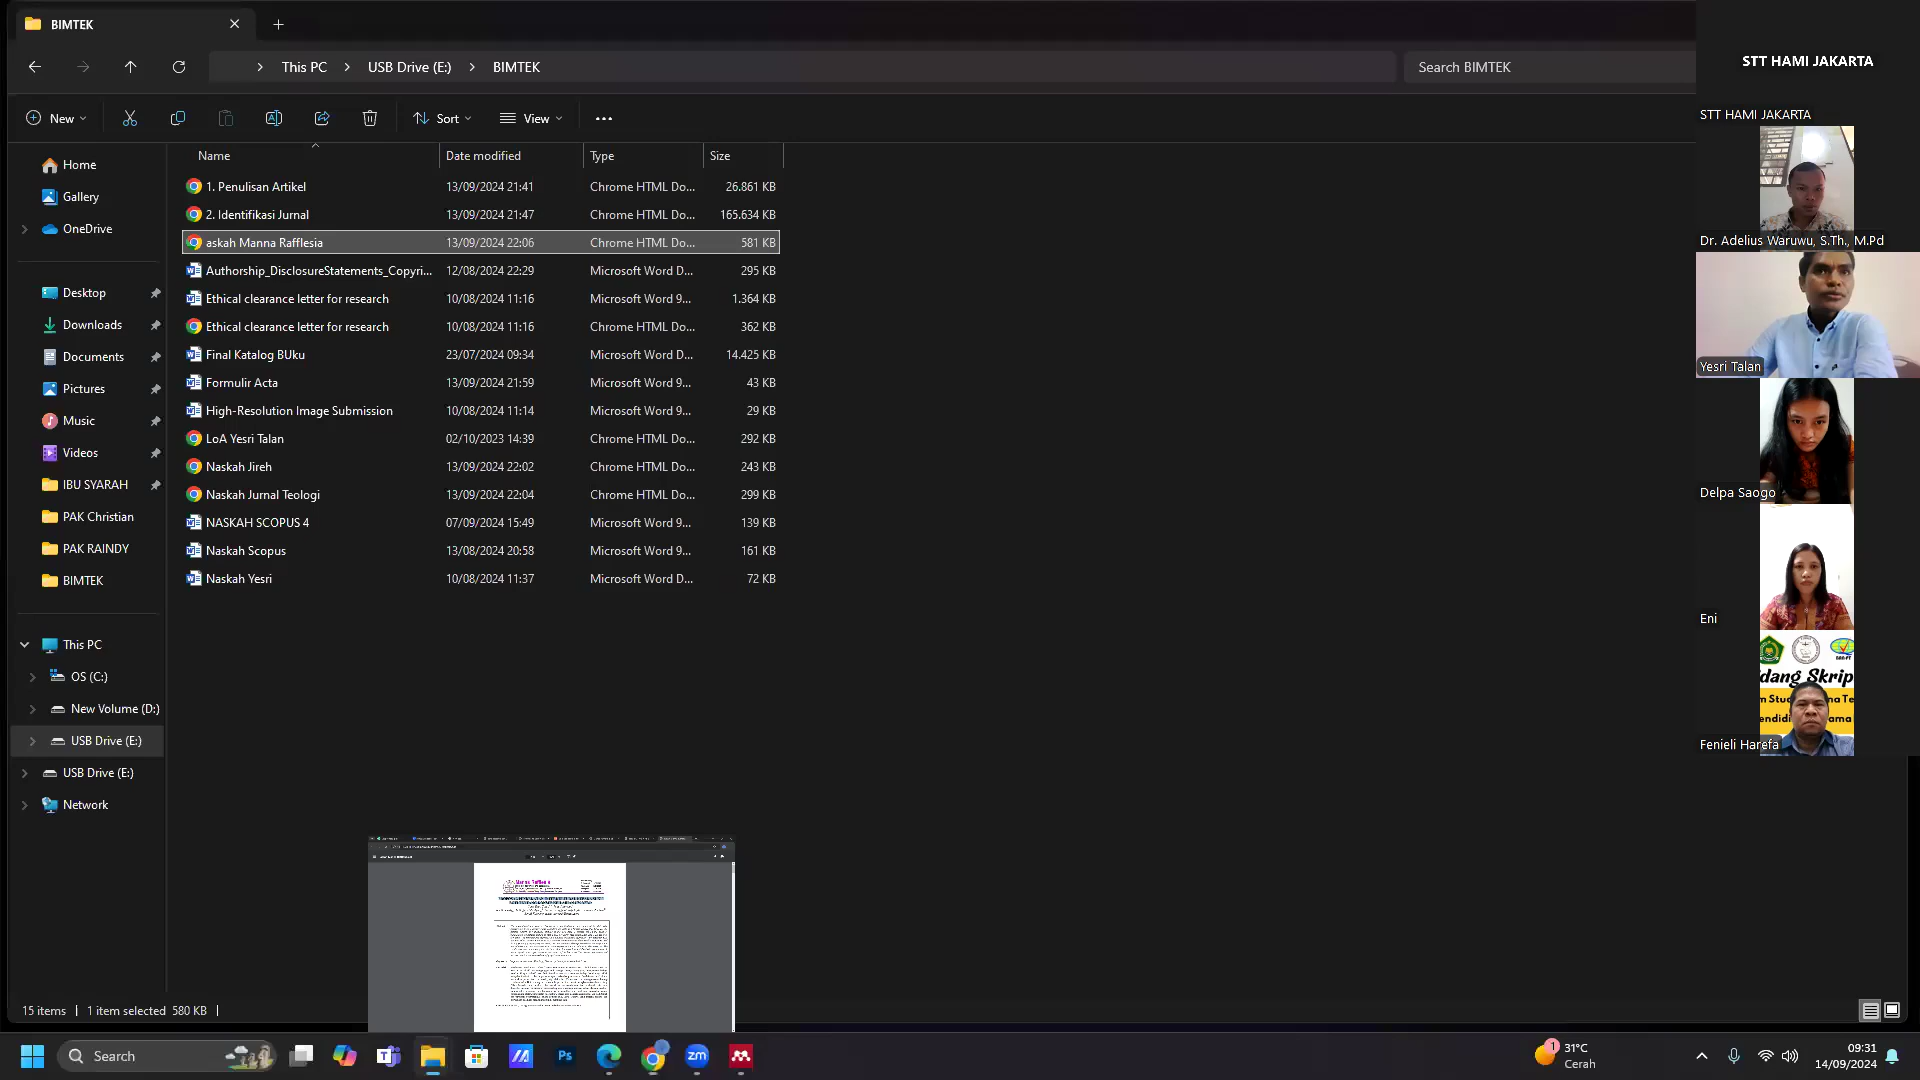 BIMTEK
This PC
USB Drive (E:)
BIMTEK
Search BIMTEK
New
Sort
View
Name
Date modified
Type
Size
Home
Gallery
OneDrive
Desktop
Downloads
Documents
Pictures
Music
Videos
IBU SYARAH
PAK Christian
PAK RAINDY
BIMTEK
This PC
OS (C:)
New Volume (D:)
USB Drive (E:)
USB Drive (E:)
Network
1. Penulisan Artikel 13/09/2024 21:41 Chrome HTML Do... 26.861 KB
2. Identifikasi Jurnal 13/09/2024 21:47 Chrome HTML Do... 165.634 KB
askah Manna Rafflesia 13/09/2024 22:06 Chrome HTML Do... 581 KB
Authorship_DisclosureStatements_Copyri... 12/08/2024 22:29 Microsoft Word D... 295 KB
Ethical clearance letter for research 10/08/2024 11:16 Microsoft Word 9... 1.364 KB
Ethical clearance letter for research 10/08/2024 11:16 Chrome HTML Do... 362 KB
Final Katalog BUku 23/07/2024 09:34 Microsoft Word D... 14.425 KB
Formulir Acta 13/09/2024 21:59 Microsoft Word 9... 43 KB
High-Resolution Image Submission 10/08/2024 11:14 Microsoft Word 9... 29 KB
LoA Yesri Talan 02/10/2023 14:39 Chrome HTML Do... 292 KB
Naskah Jireh 13/09/2024 22:02 Chrome HTML Do... 243 KB
Naskah Jurnal Teologi 13/09/2024 22:04 Chrome HTML Do... 299 KB
NASKAH SCOPUS 4 07/09/2024 15:49 Microsoft Word 9... 139 KB
Naskah Scopus 13/08/2024 20:58 Microsoft Word 9... 161 KB
Naskah Yesri 10/08/2024 11:37 Microsoft Word D... 72 KB
STT HAMI JAKARTA
STT HAMI JAKARTA
Dr. Adelius Waruwu, S.Th., M.Pd
Yesri Talan
Delpa Saogo
Eni
Fenieli Harefa
Manna Rafflesia
15 items
1 item selected 580 KB
Search
Ps
zm
1
31°C
Cerah
09:31
14/09/2024